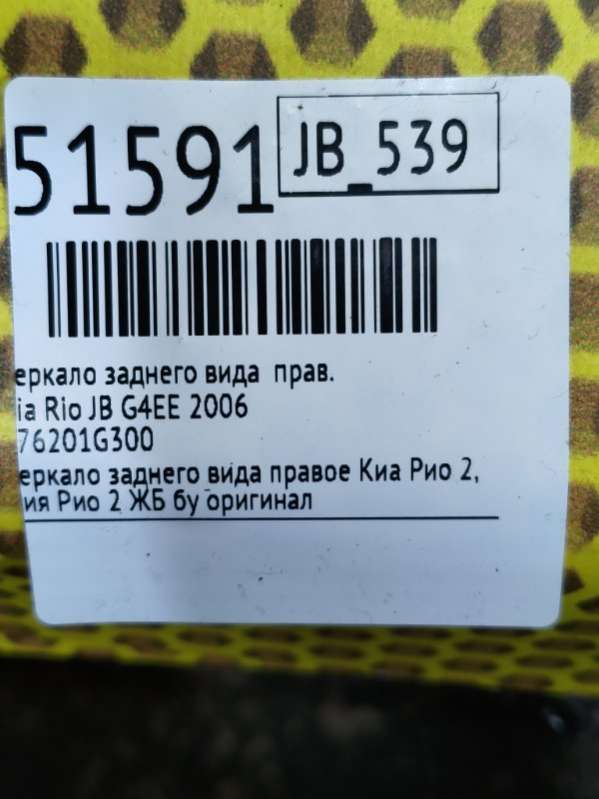 51591
JB_539
еркало заднего вида прав.
ia Rio JB G4EE 2006
76201G300
еркало заднего вида правое Киа Рио 2,
ия Рио 2 ЖБ бу оригинал